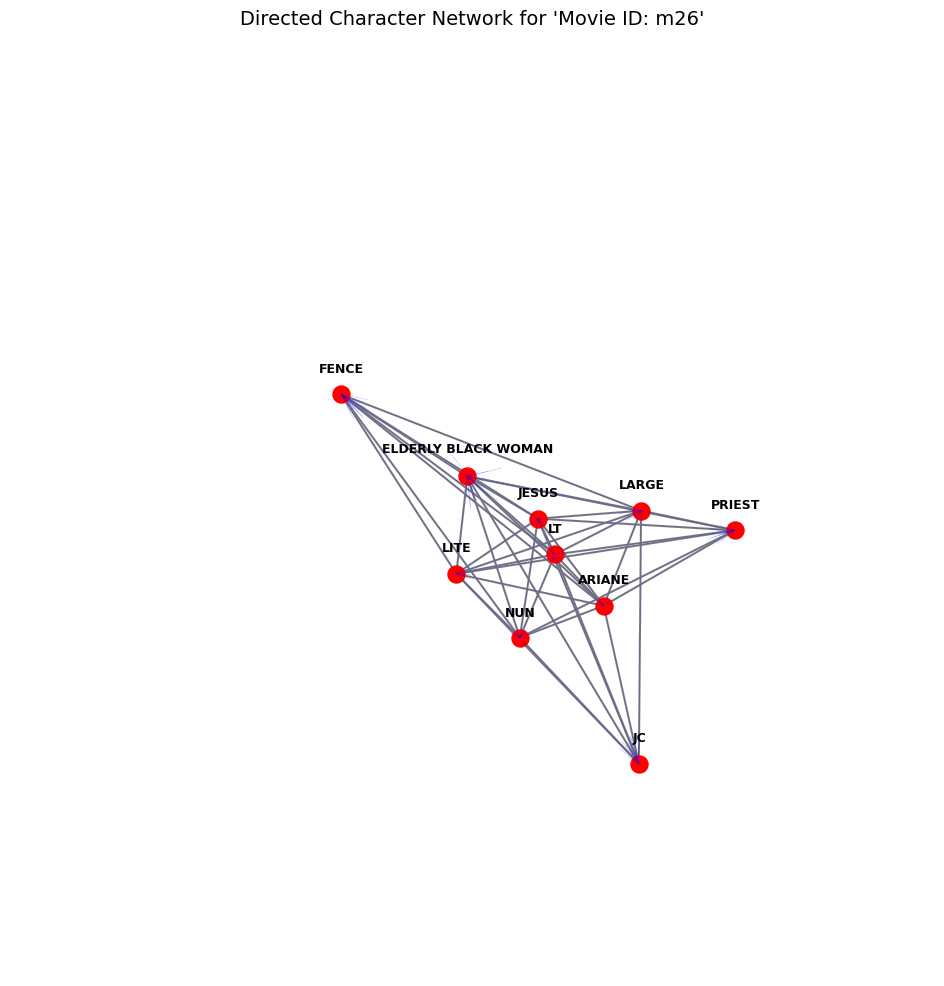 Directed Character Network for 'Movie ID: m26'
FENCE
ELDERLY BLACK WOMAN
LARGE
JESUS
PRIEST
LT
LITE
ARIANE
NUN
JC